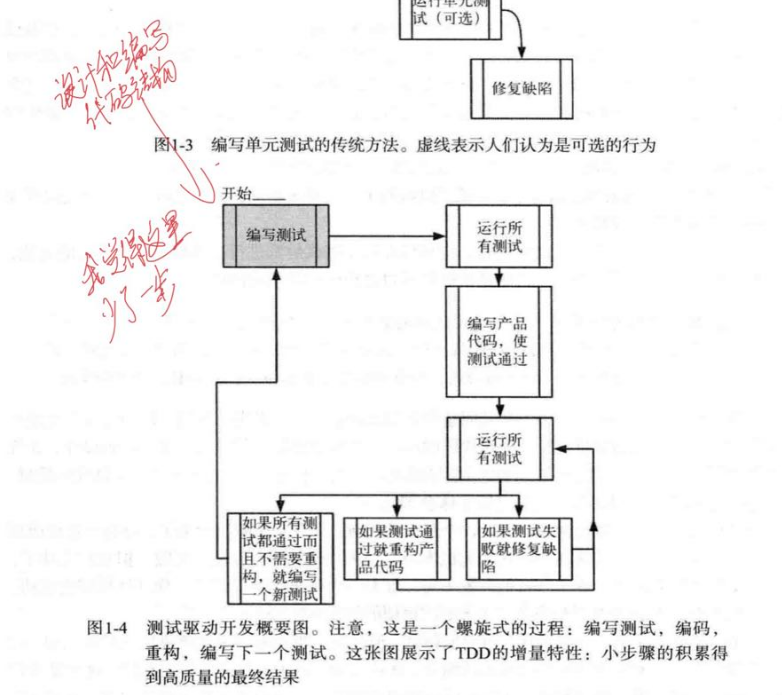 运行单元测
试（可选）
修复缺陷
设计和编写
代码结构
图1-3 编写单元测试的传统方法。虚线表示人们认为是可选的行为
开始
编写测试
运行所
有测试
我觉得这里
少了一步
编写产品
代码，使
测试通过
运行所
有测试
如果所有测
试都通过而
且不需要重
构，就编写
一个新测试
如果测试通
过就重构产
品代码
如果测试失
败就修复缺
陷
图1-4 测试驱动开发概要图。注意，这是一个螺旋式的过程：编写测试，编码，
重构，编写下一个测试。这张图展示了TDD的增量特性：小步骤的积累得
到高质量的最终结果